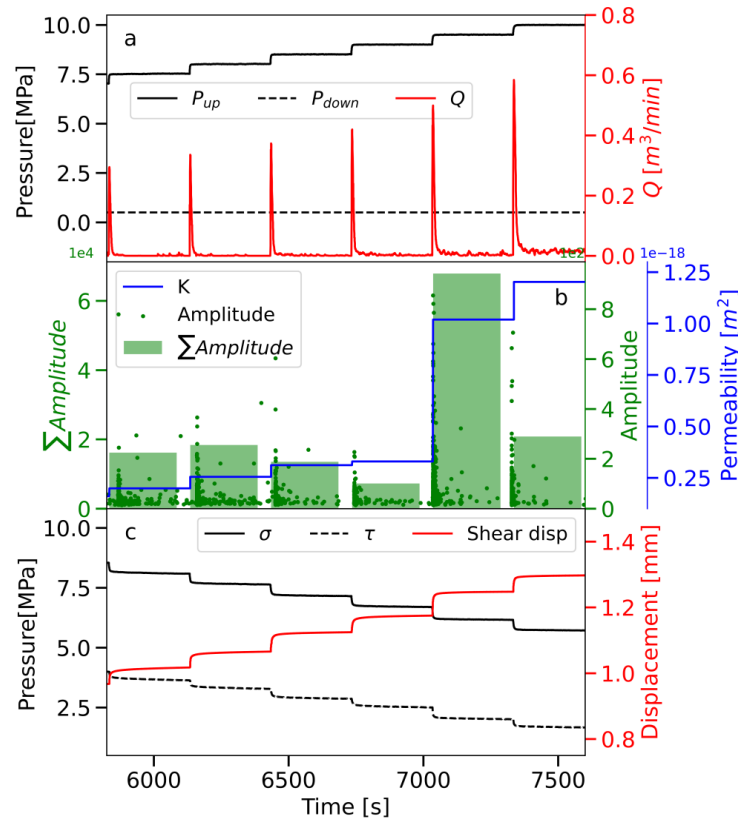 a
10.0
7.5
5.0
2.5
0.0
Pressure[MPa]
P_up P_down Q
0.8
0.6
0.4
0.2
0.0
Q [m³/min]
1e4
1e2
1e-18
b
K
Amplitude
∑Amplitude
6
4
2
0
∑Amplitude
8
6
4
2
0
Amplitude
1.25
1.00
0.75
0.50
0.25
Permeability [m²]
c
σ τ Shear disp
10.0
7.5
5.0
2.5
Pressure[MPa]
1.4
1.2
1.0
0.8
Displacement [mm]
6000 6500 7000 7500
Time [s]